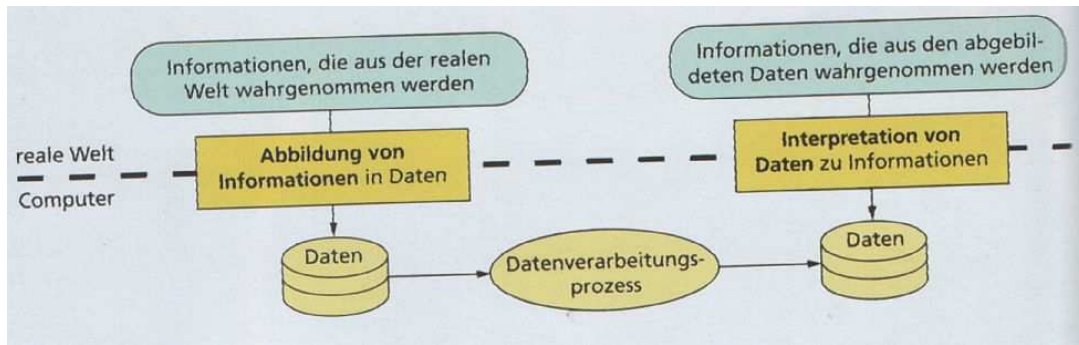 Informationen, die aus der realen
Welt wahrgenommen werden
Informationen, die aus den abgebil-
deten Daten wahrgenommen werden
reale Welt
Computer
Abbildung von
Informationen in Daten
Interpretation von
Daten zu Informationen
Daten
Datenverarbeitungs-
prozess
Daten